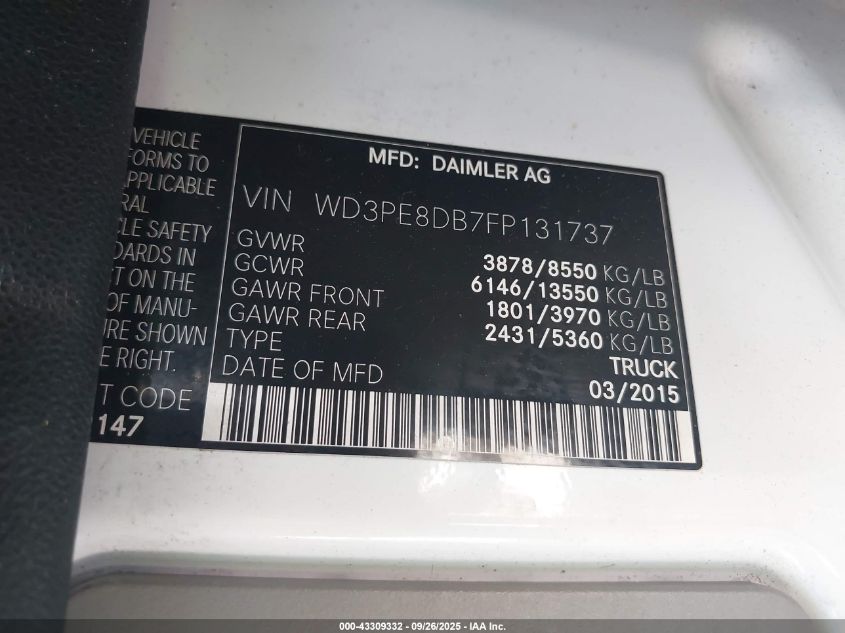 VEHICLE
FORMS TO
APPLICABLE
RAL
LE SAFETY
DARDS IN
T ON THE
OF MANU-
RE SHOWN
E RIGHT.
T CODE
147
MFD: DAIMLER AG
VIN WD3PE8DB7FP131737
GVWR 3878/8550 KG/LB
GCWR 6146/13550 KG/LB
GAWR FRONT 1801/3970 KG/LB
GAWR REAR 2431/5360 KG/LB
TYPE TRUCK
DATE OF MFD 03/2015
000-43309332 - 09/26/2025 - IAA Inc.